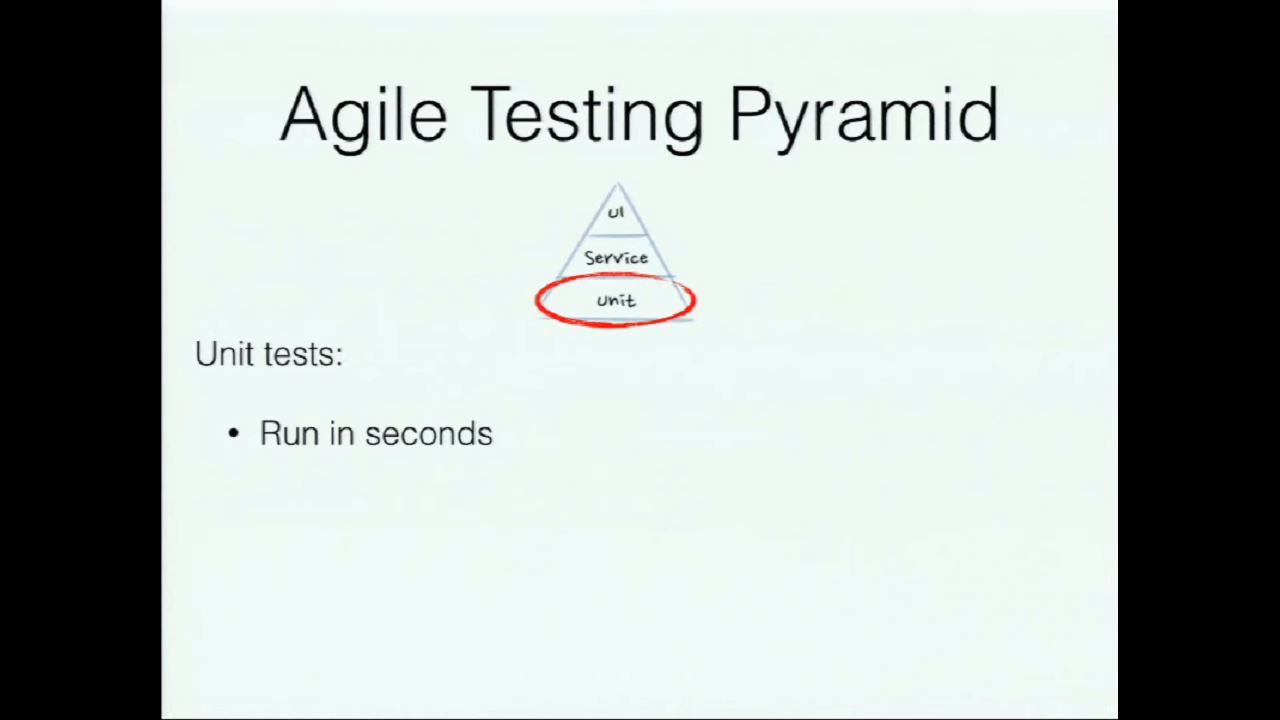 Agile Testing Pyramid
UI
Service
Unit
Unit tests:
• Run in seconds